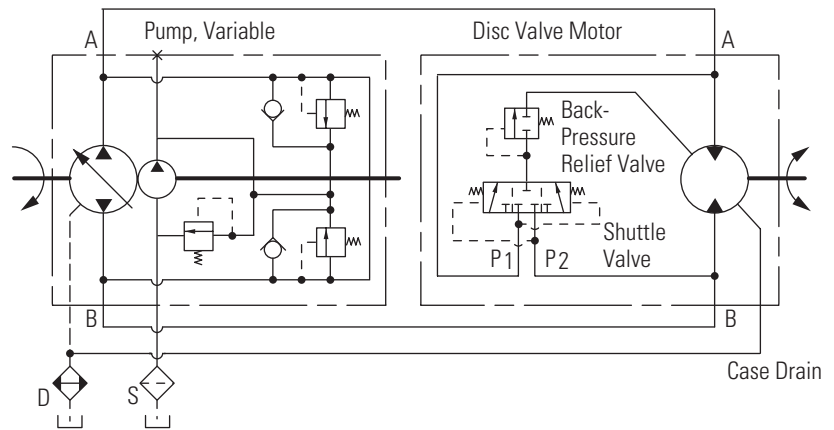 A
Pump, Variable
Disc Valve Motor
A
Back-
Pressure
Relief Valve
Shuttle
Valve
P1
P2
B
B
Case Drain
D
S